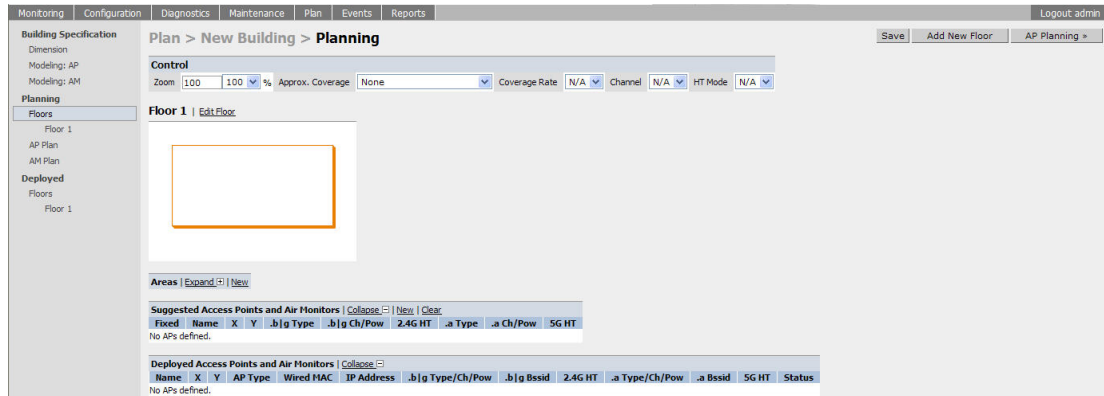 Monitoring Configuration Diagnostics Maintenance Plan Events Reports Logout admin
Building Specification
Dimension
Modeling: AP
Modeling: AM
Planning
Floors
Floor 1
AP Plan
AM Plan
Deployed
Floors
Floor 1
Plan > New Building > Planning
Save Add New Floor AP Planning »
Control
Zoom 100 100 % Approx. Coverage None Coverage Rate N/A Channel N/A HT Mode N/A
Floor 1 | Edit Floor
Areas | Expand | New
Suggested Access Points and Air Monitors | Collapse | New | Clear
Fixed Name X Y .b|g Type .b|g Ch/Pow 2.4G HT .a Type .a Ch/Pow 5G HT
No APs defined.
Deployed Access Points and Air Monitors | Collapse
Name X Y AP Type Wired MAC IP Address .b|g Type/Ch/Pow .b|g Bssid 2.4G HT .a Type/Ch/Pow .a Bssid 5G HT Status
No APs defined.